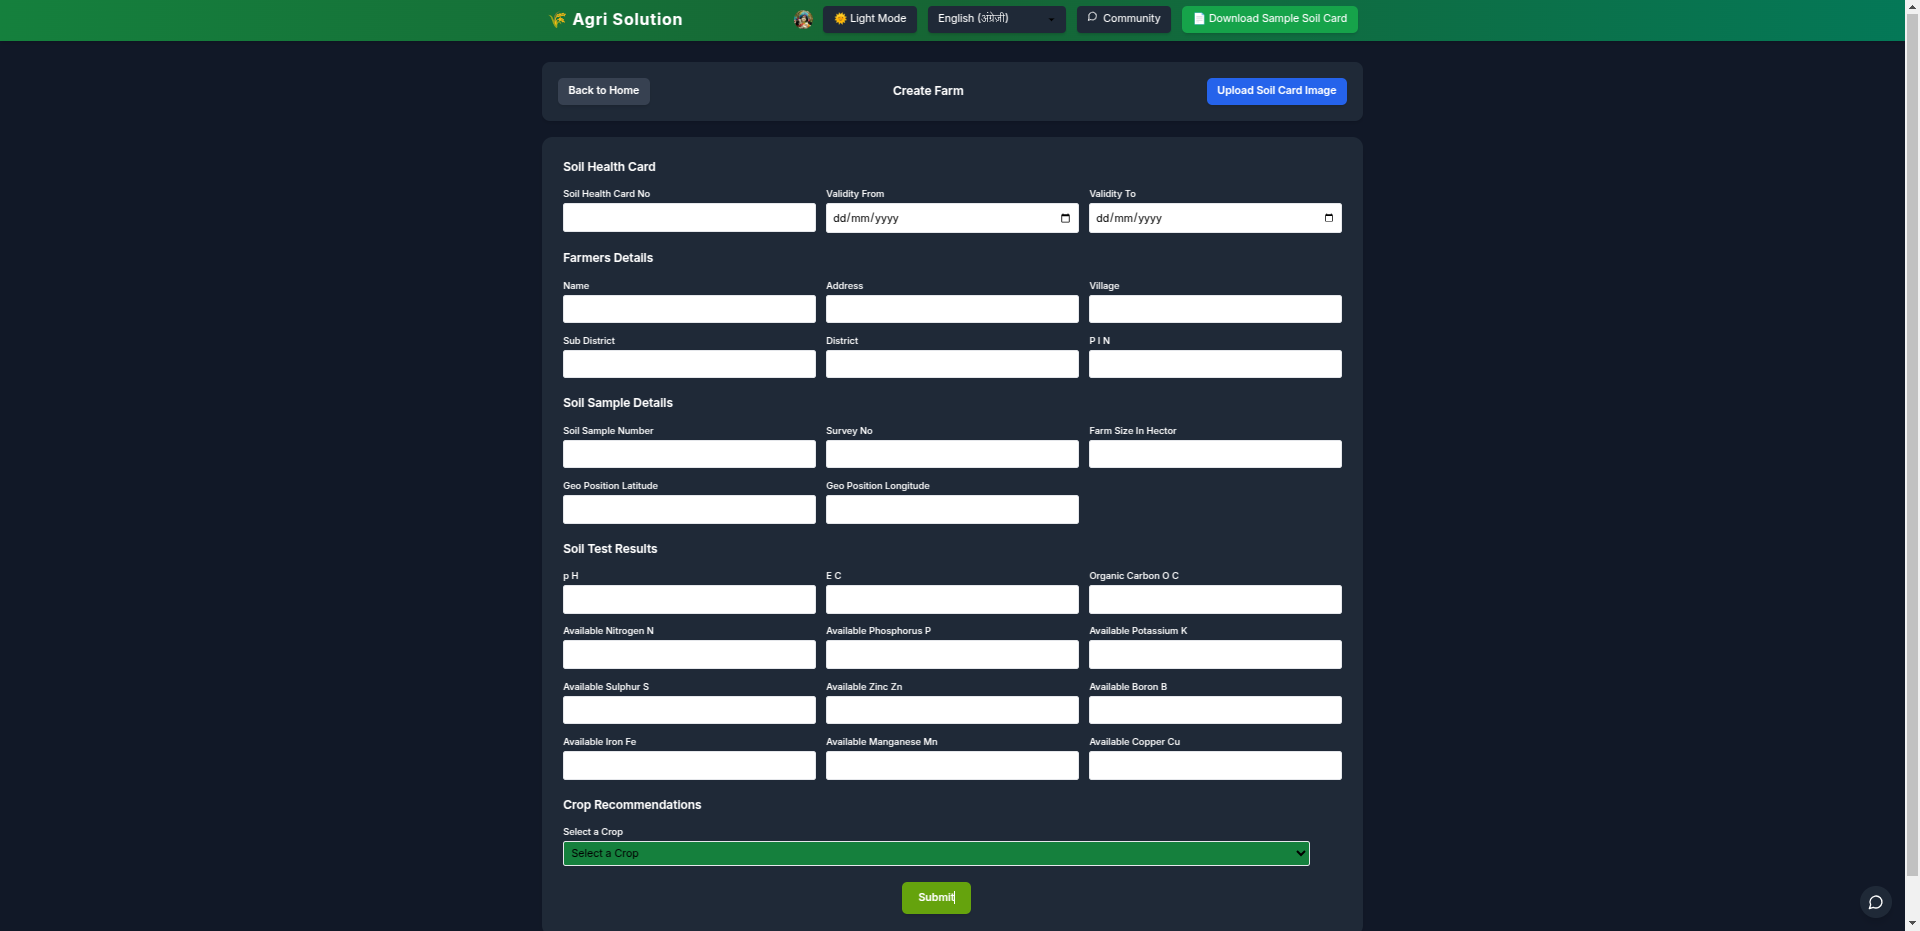 Agri Solution
Light Mode
English (अंग्रेज़ी)
Community
Download Sample Soil Card
Back to Home
Create Farm
Upload Soil Card Image
Soil Health Card
Soil Health Card No
Validity From
Validity To
dd/mm/yyyy
dd/mm/yyyy
Farmers Details
Name
Address
Village
Sub District
District
P I N
Soil Sample Details
Soil Sample Number
Survey No
Farm Size In Hector
Geo Position Latitude
Geo Position Longitude
Soil Test Results
p H
E C
Organic Carbon O C
Available Nitrogen N
Available Phosphorus P
Available Potassium K
Available Sulphur S
Available Zinc Zn
Available Boron B
Available Iron Fe
Available Manganese Mn
Available Copper Cu
Crop Recommendations
Select a Crop
Select a Crop
Submit